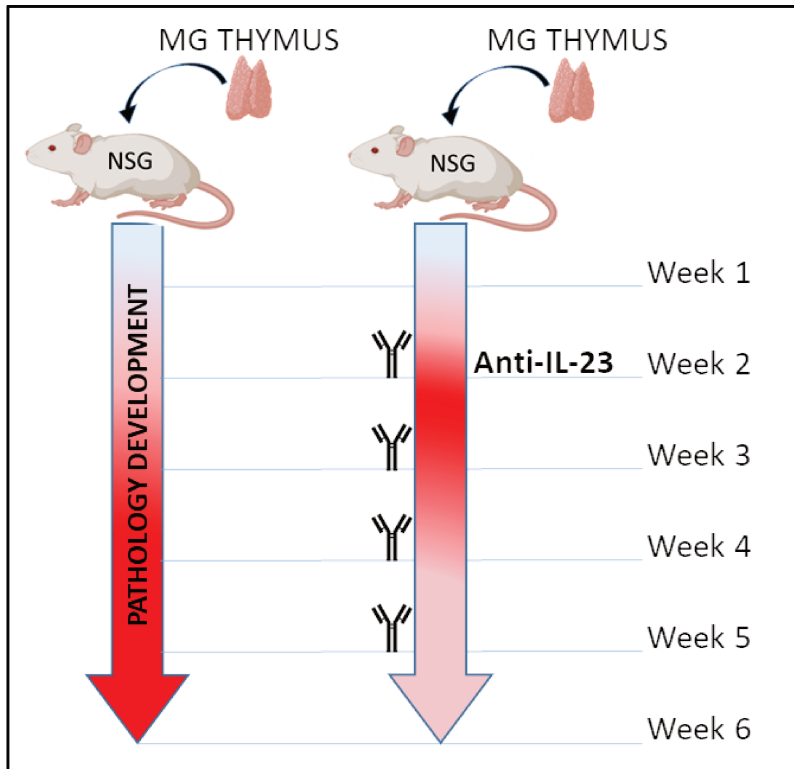 MG THYMUS
MG THYMUS
NSG
NSG
PATHOLOGY DEVELOPMENT
Week 1
Anti-IL-23
Week 2
Week 3
Week 4
Week 5
Week 6